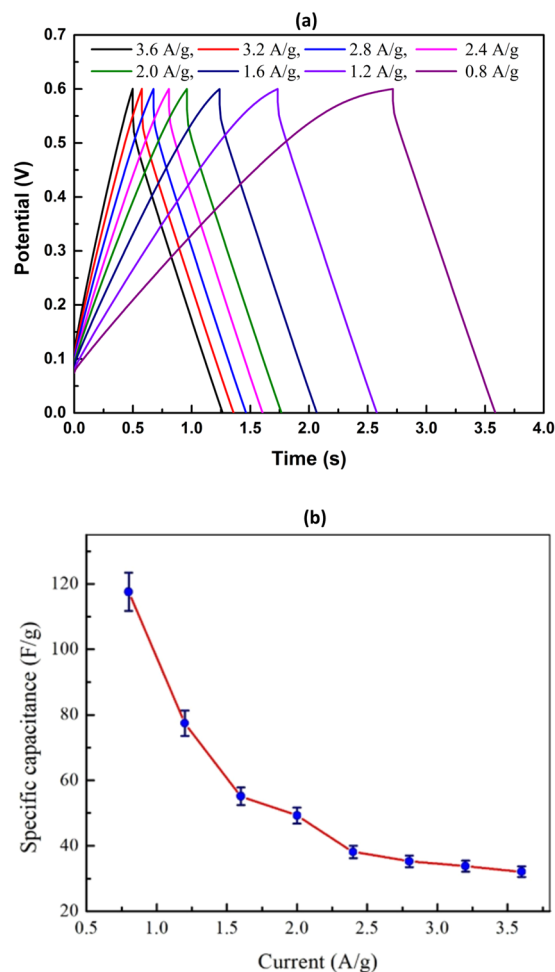 (a)
3.6 A/g, 3.2 A/g, 2.8 A/g, 2.4 A/g
2.0 A/g, 1.6 A/g, 1.2 A/g, 0.8 A/g
0.6
0.5
0.4
0.3
0.2
0.1
0.0
Potential (V)
0.0 0.5 1.0 1.5 2.0 2.5 3.0 3.5 4.0
Time (s)
(b)
120
100
80
60
40
20
Specific capacitance (F/g)
0.5 1.0 1.5 2.0 2.5 3.0 3.5
Current (A/g)